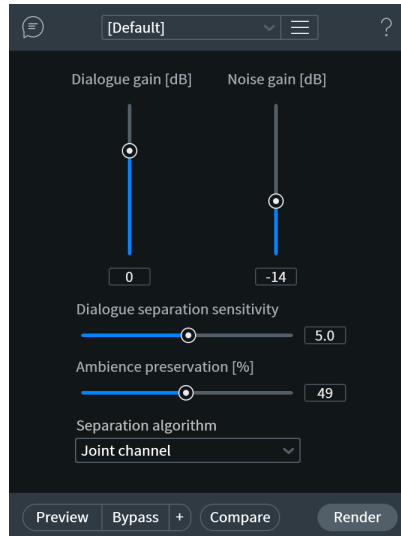 [Default]
?
Dialogue gain [dB] Noise gain [dB]
0 -14
Dialogue separation sensitivity
5.0
Ambience preservation [%]
49
Separation algorithm
Joint channel
Preview Bypass + Compare Render